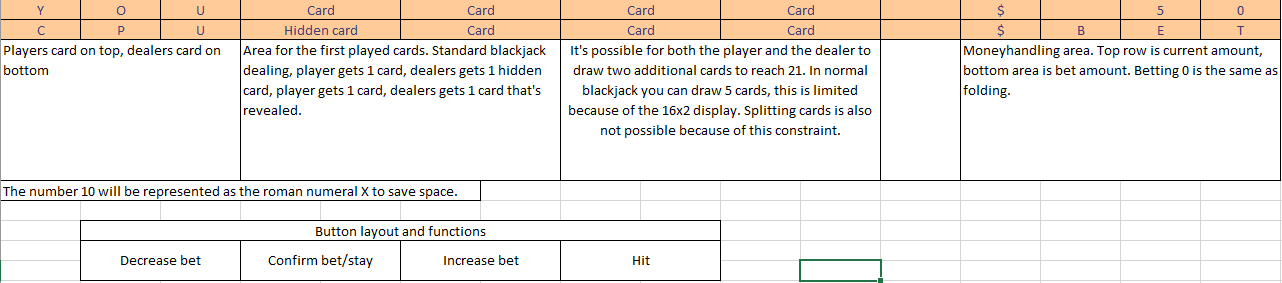 Y O U Card Card Card Card $ 5 0
C P U Hidden card Card Card Card $ B E T
Players card on top, dealers card on
bottom
Area for the first played cards. Standard blackjack
dealing, player gets 1 card, dealers gets 1 hidden
card, player gets 1 card, dealers gets 1 card that's
revealed.
It's possible for both the player and the dealer to
draw two additional cards to reach 21. In normal
blackjack you can draw 5 cards, this is limited
because of the 16x2 display. Splitting cards is also
not possible because of this constraint.
Moneyhandling area. Top row is current amount,
bottom area is bet amount. Betting 0 is the same as
folding.
The number 10 will be represented as the roman numeral X to save space.
Button layout and functions
Decrease bet Confirm bet/stay Increase bet Hit